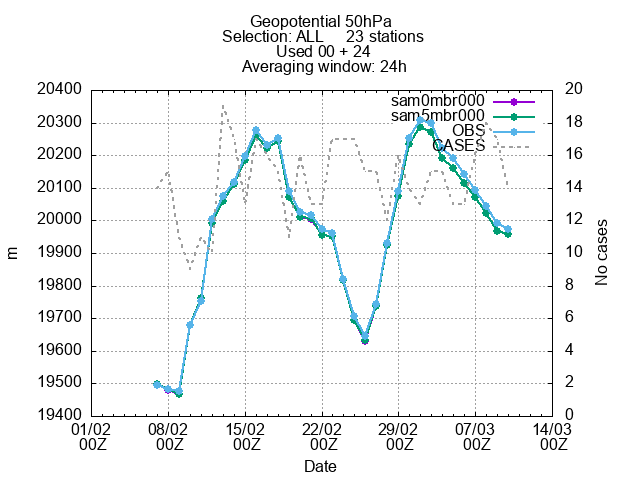 Geopotential 50hPa
Selection: ALL 23 stations
Used 00 + 24
Averaging window: 24h
20400
20300
20200
20100
20000
19900
19800
19700
19600
19500
19400
m
sam0mbr000
sam5mbr000
OBS
CASES
20
18
16
14
12
10
8
6
4
2
0
No cases
01/02 08/02 15/02 22/02 29/02 07/03 14/03
00Z 00Z 00Z 00Z 00Z 00Z 00Z
Date